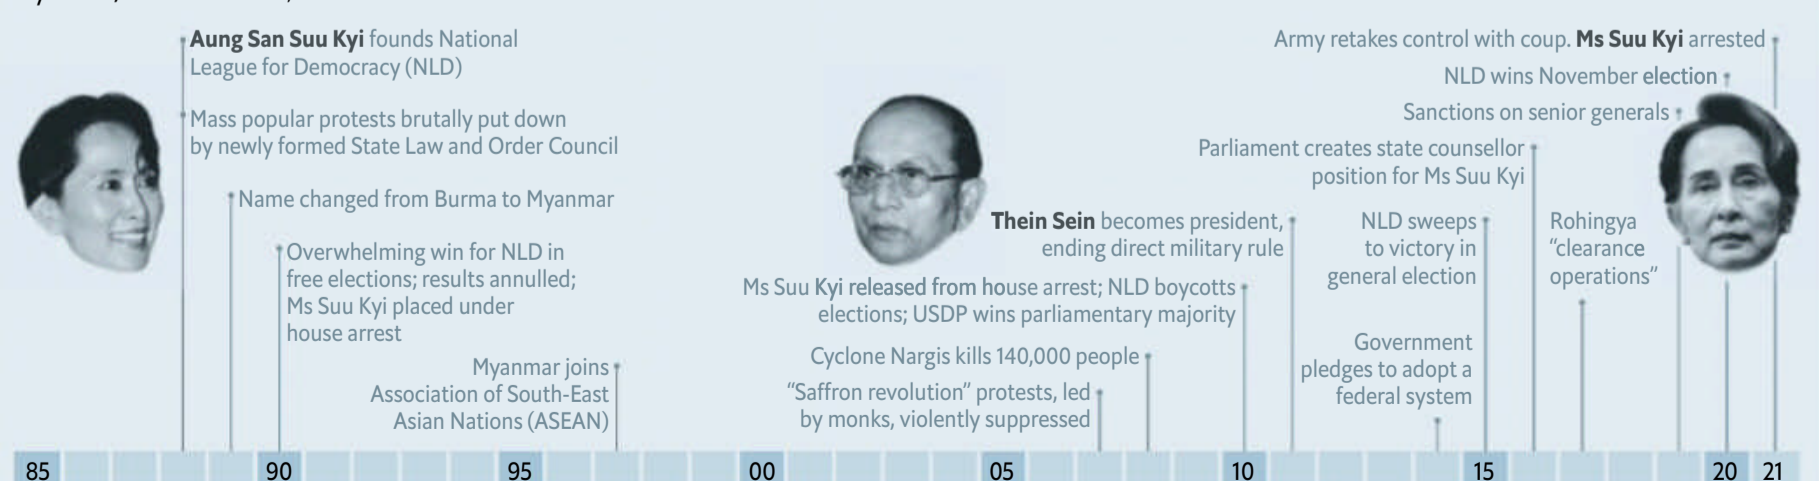 Aung San Suu Kyi founds National
League for Democracy (NLD)
Mass popular protests brutally put down
by newly formed State Law and Order Council
Name changed from Burma to Myanmar
Overwhelming win for NLD in
free elections; results annulled;
Ms Suu Kyi placed under
house arrest
Myanmar joins
Association of South-East
Asian Nations (ASEAN)
“Saffron revolution” protests, led
by monks, violently suppressed
Cyclone Nargis kills 140,000 people
Ms Suu Kyi released from house arrest; NLD boycotts
elections; USDP wins parliamentary majority
Thein Sein becomes president,
ending direct military rule
Government
pledges to adopt a
federal system
NLD sweeps
to victory in
general election
Parliament creates state counsellor
position for Ms Suu Kyi
Rohingya
“clearance
operations”
Sanctions on senior generals
NLD wins November election
Army retakes control with coup. Ms Suu Kyi arrested
85 90 95 00 05 10 15 20 21